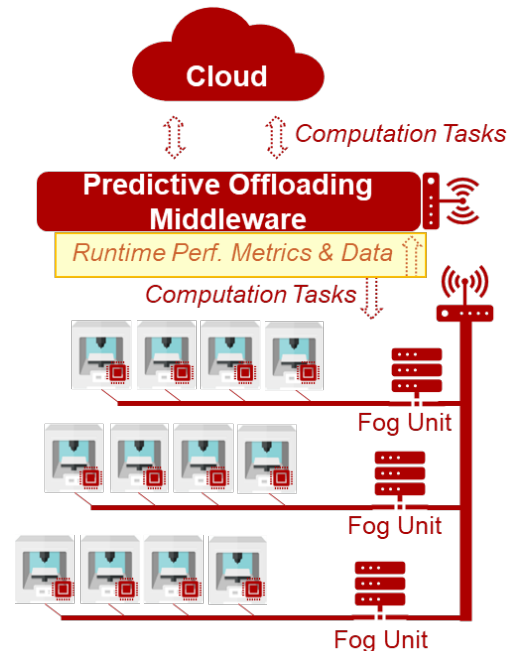 Cloud
Computation Tasks
Predictive Offloading
Middleware
Runtime Perf. Metrics & Data
Computation Tasks
Fog Unit
Fog Unit
Fog Unit